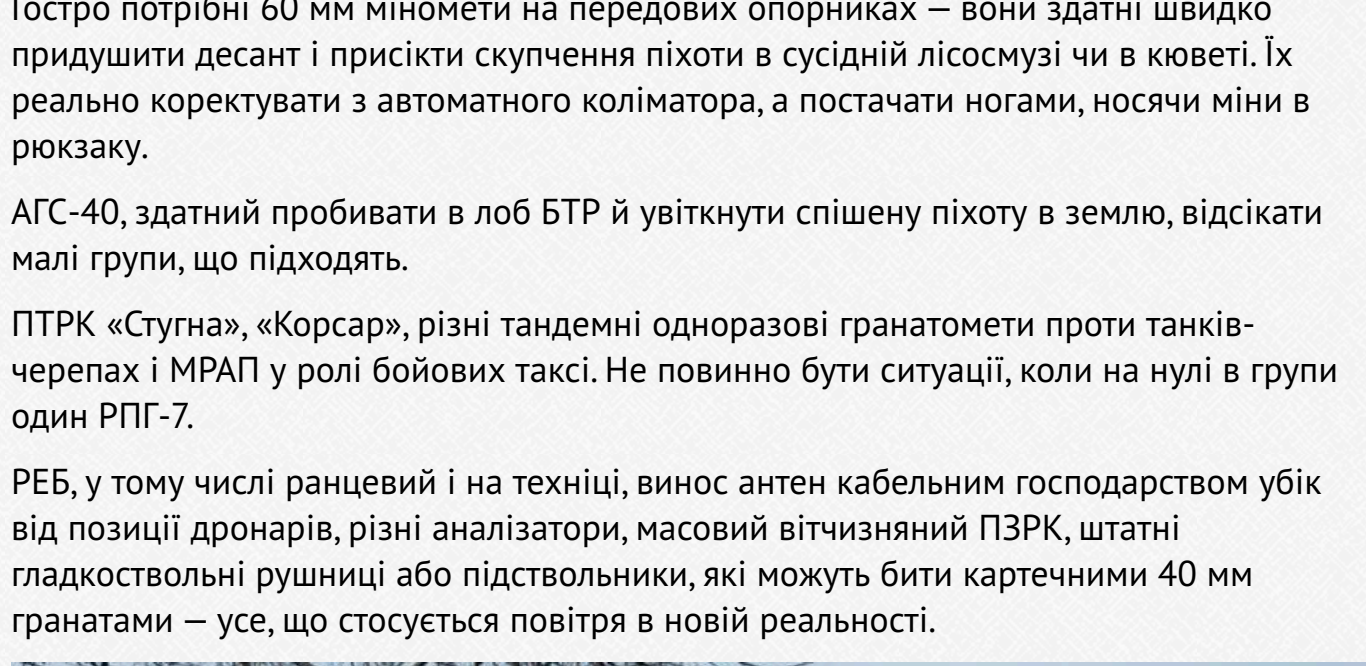 Гостро потрібні 60 мм міномети на передових опорниках — вони здатні швидко
придушити десант і присікти скупчення піхоти в сусідній лісосмузі чи в кюветі. Їх
реально коректувати з автоматного коліматора, а постачати ногами, носячи міни в
рюкзаку.
АГС-40, здатний пробивати в лоб БТР й увіткнути спішену піхоту в землю, відсікати
малі групи, що підходять.
ПТРК «Стугна», «Корсар», різні тандемні одноразові гранатомети проти танків-
черепах і МРАП у ролі бойових таксі. Не повинно бути ситуації, коли на нулі в групи
один РПГ-7.
РЕБ, у тому числі ранцевий і на техніці, винос антен кабельним господарством убік
від позиції дронарів, різні аналізатори, масовий вітчизняний ПЗРК, штатні
гладкоствольні рушниці або підствольники, які можуть бити картечними 40 мм
гранатами — усе, що стосується повітря в новій реальності.